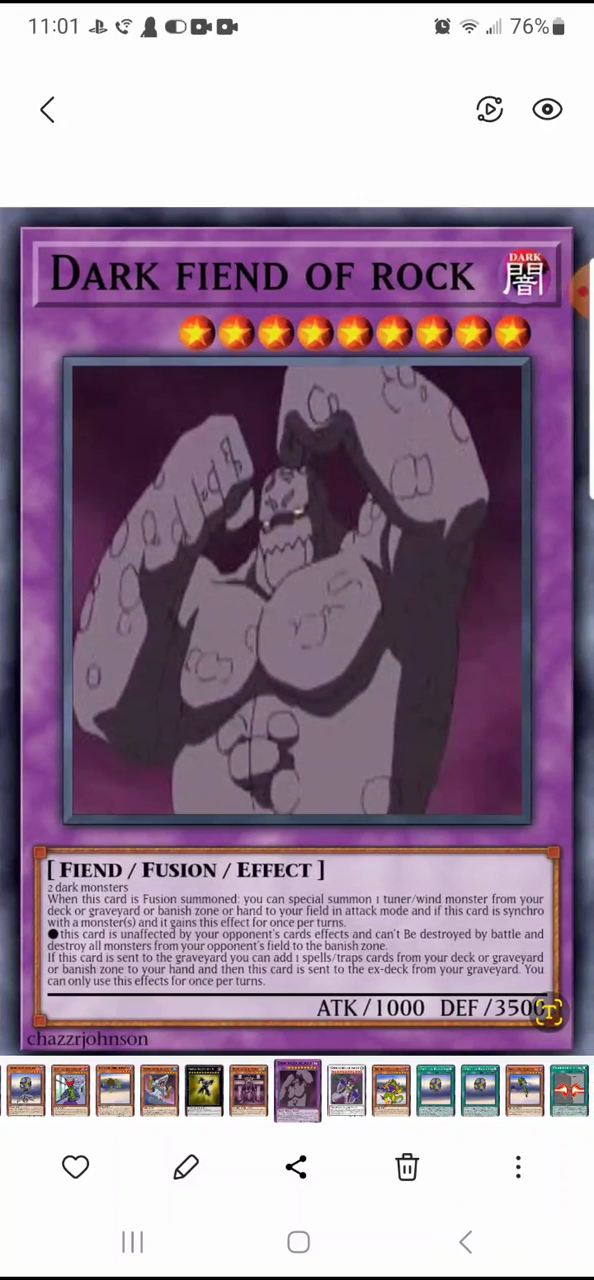 11:01 76%
DARK FIEND OF ROCK
DARK
闇
[ FIEND / FUSION / EFFECT ]
2 dark monsters
When this card is Fusion summoned: you can special summon 1 tuner/wind monster from your
deck or graveyard or banish zone or hand to your field in attack mode and if this card is synchro
with a monster(s) and it gains this effect for once per turns.
●this card is unaffected by your opponent's cards effects and can't Be destroyed by battle and
destroy all monsters from your opponent's field to the banish zone.
If this card is sent to the graveyard you can add 1 spells/traps cards from your deck or graveyard
or banish zone to your hand and then this card is sent to the ex-deck from your graveyard. You
can only use this effects for once per turns.
ATK/1000 DEF/3500
T
chazzrjohnson